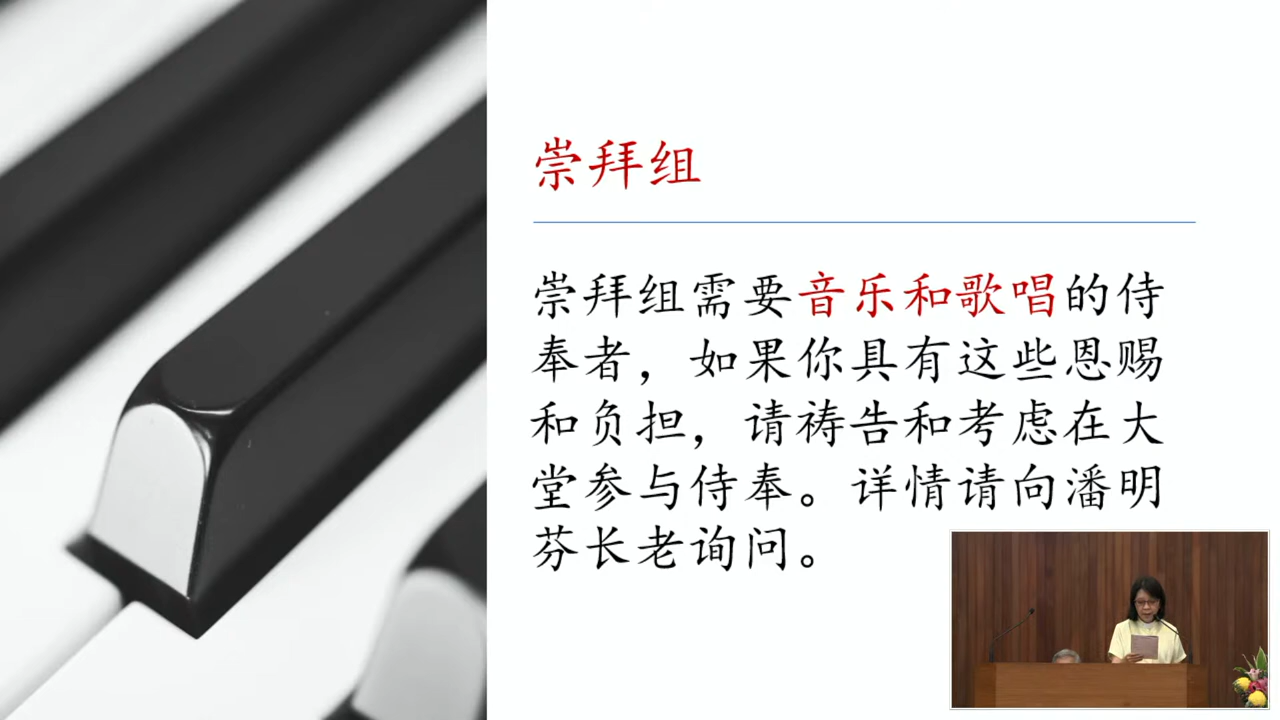 崇拜组
崇拜组需要音乐和歌唱的侍
奉者，如果你具有这些恩赐
和负担，请祷告和考虑在大
堂参与侍奉。详情请向潘明
芬长老询问。